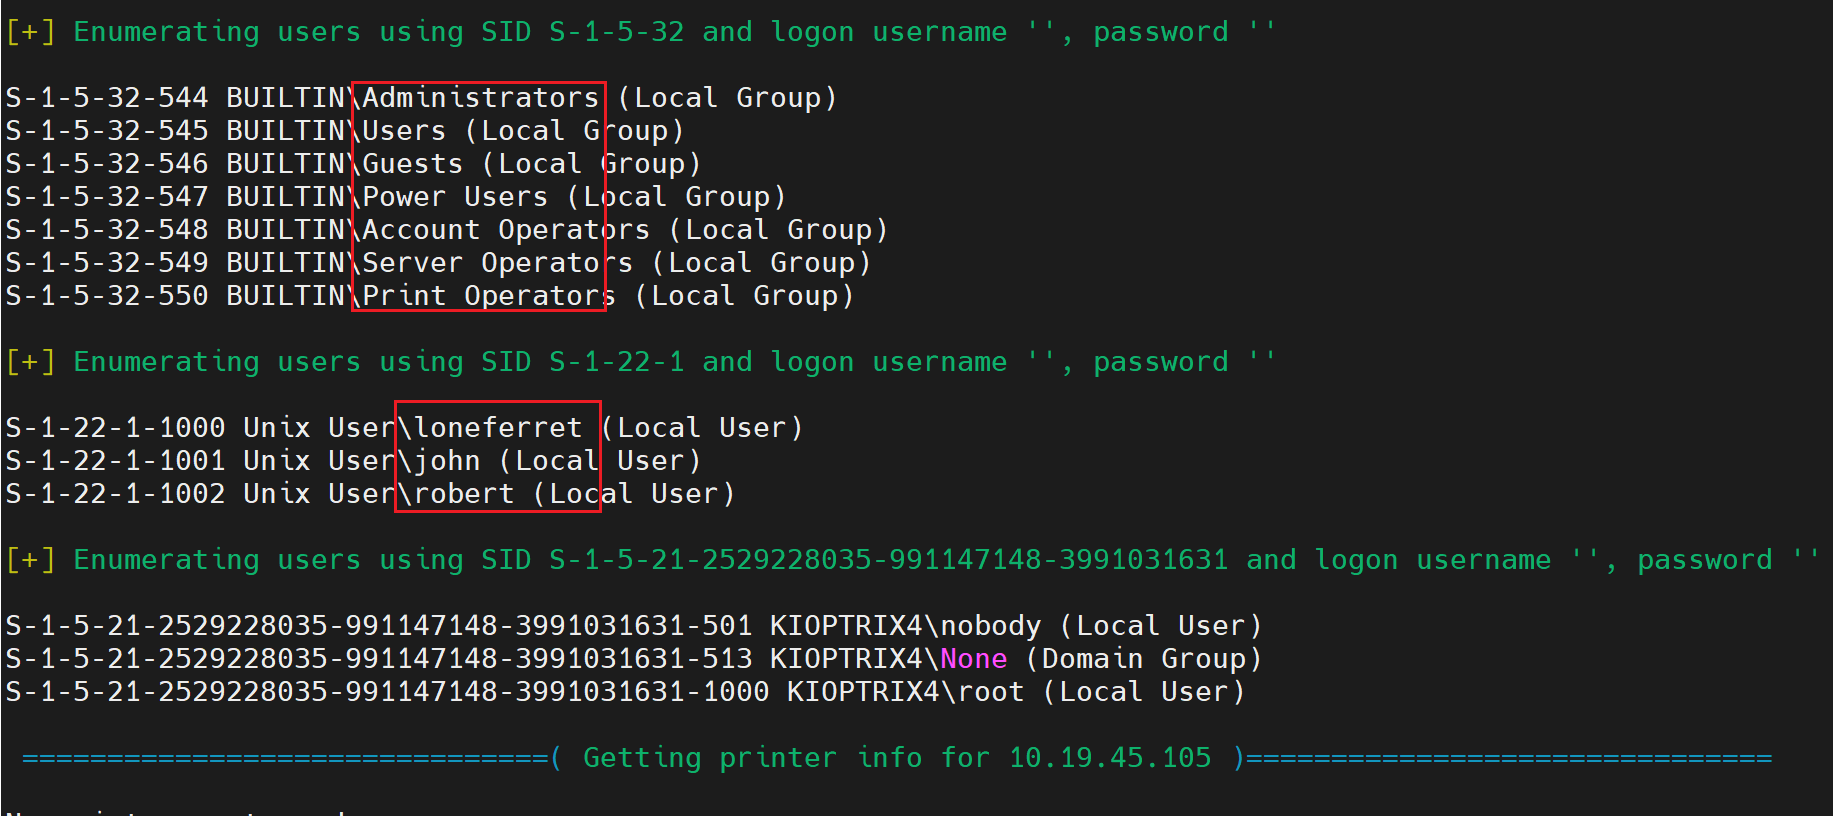 [+] Enumerating users using SID S-1-5-32 and logon username '', password ''
S-1-5-32-544 BUILTIN\Administrators (Local Group)
S-1-5-32-545 BUILTIN\Users (Local Group)
S-1-5-32-546 BUILTIN\Guests (Local Group)
S-1-5-32-547 BUILTIN\Power Users (Local Group)
S-1-5-32-548 BUILTIN\Account Operators (Local Group)
S-1-5-32-549 BUILTIN\Server Operators (Local Group)
S-1-5-32-550 BUILTIN\Print Operators (Local Group)
[+] Enumerating users using SID S-1-22-1 and logon username '', password ''
S-1-22-1-1000 Unix User\loneferret (Local User)
S-1-22-1-1001 Unix User\john (Local User)
S-1-22-1-1002 Unix User\robert (Local User)
[+] Enumerating users using SID S-1-5-21-2529228035-991147148-3991031631 and logon username '', password ''
S-1-5-21-2529228035-991147148-3991031631-501 KIOPTRIX4\nobody (Local User)
S-1-5-21-2529228035-991147148-3991031631-513 KIOPTRIX4\None (Domain Group)
S-1-5-21-2529228035-991147148-3991031631-1000 KIOPTRIX4\root (Local User)
===============================( Getting printer info for 10.19.45.105 )===============================